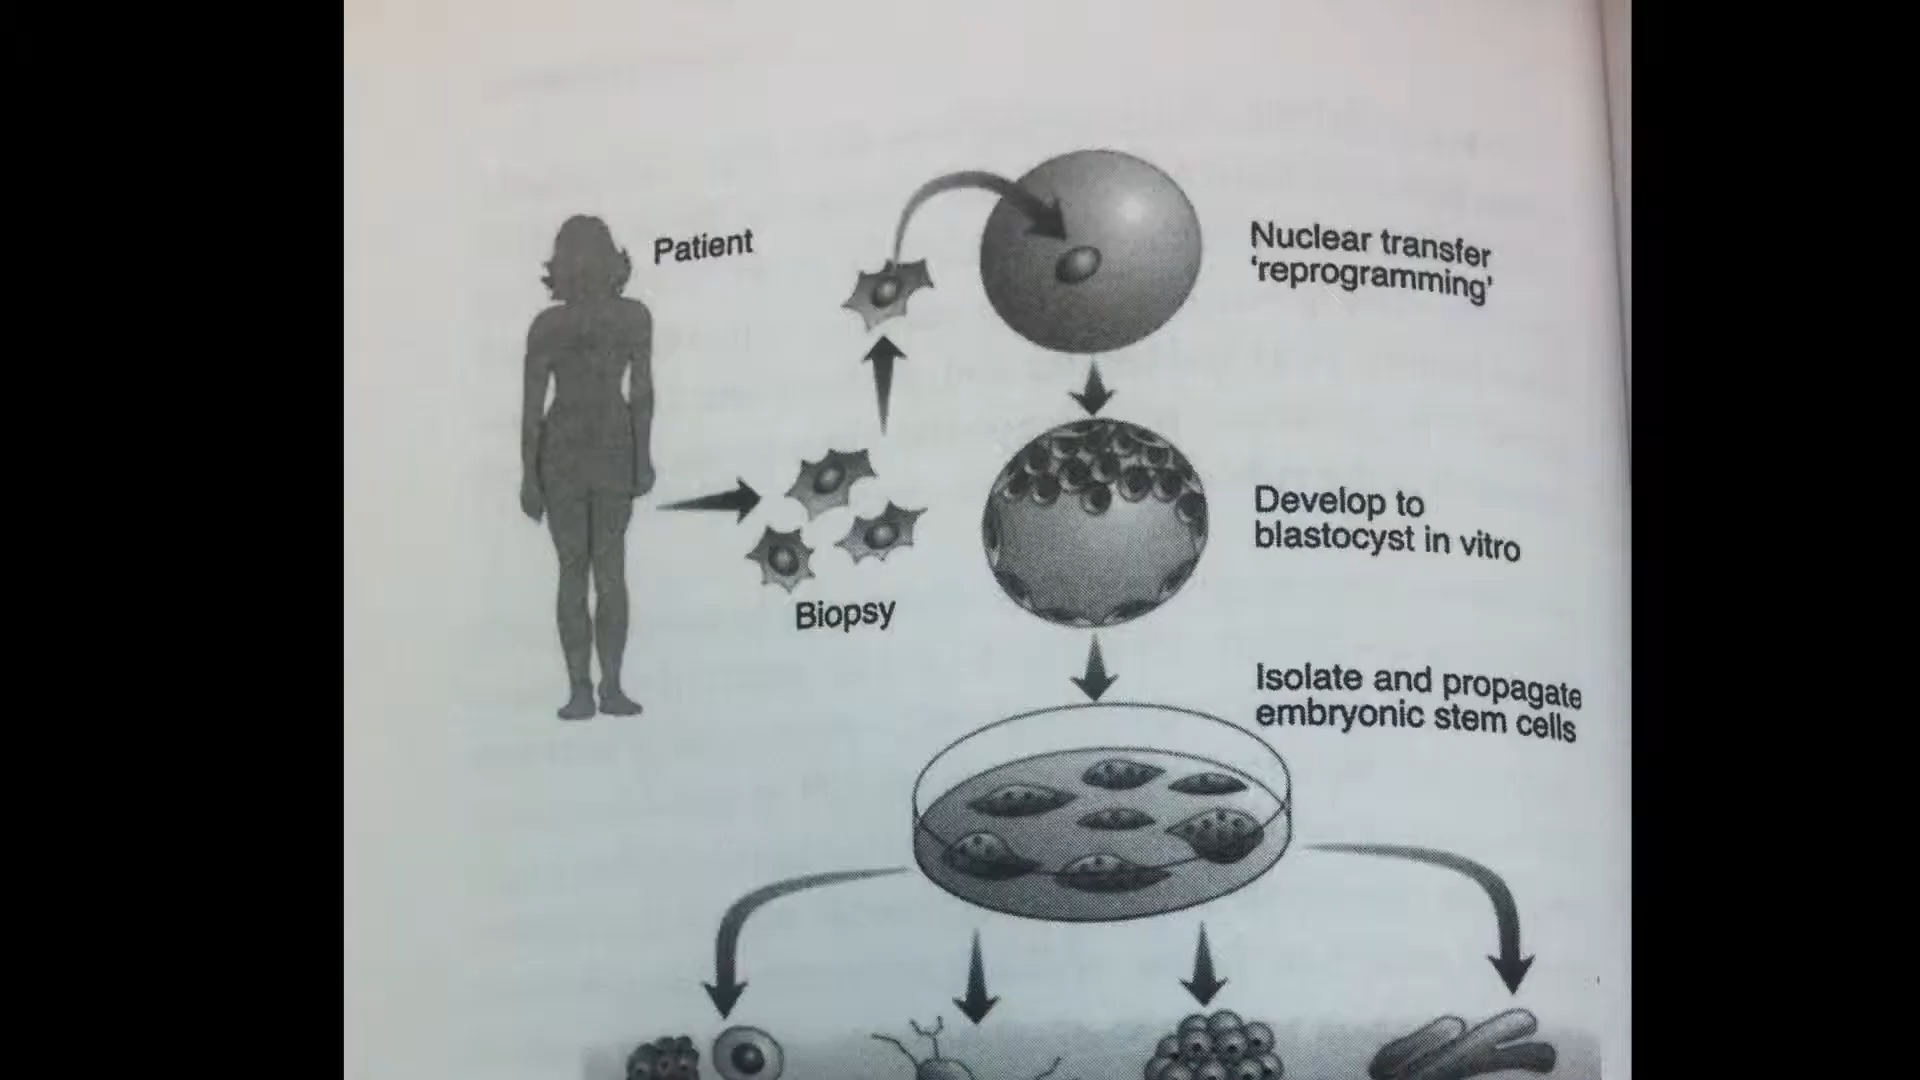 Patient
Nuclear transfer
‘reprogramming’
Develop to
blastocyst in vitro
Biopsy
Isolate and propagate
embryonic stem cells